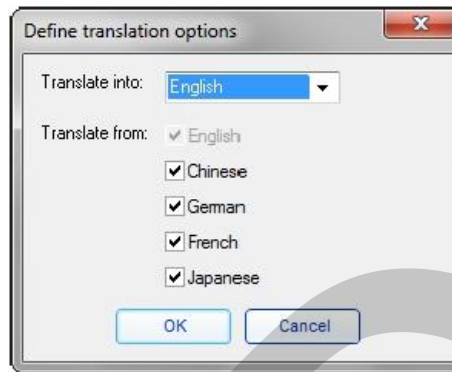 Define translation options
Translate into: English
Translate from: English
Chinese
German
French
Japanese
OK Cancel